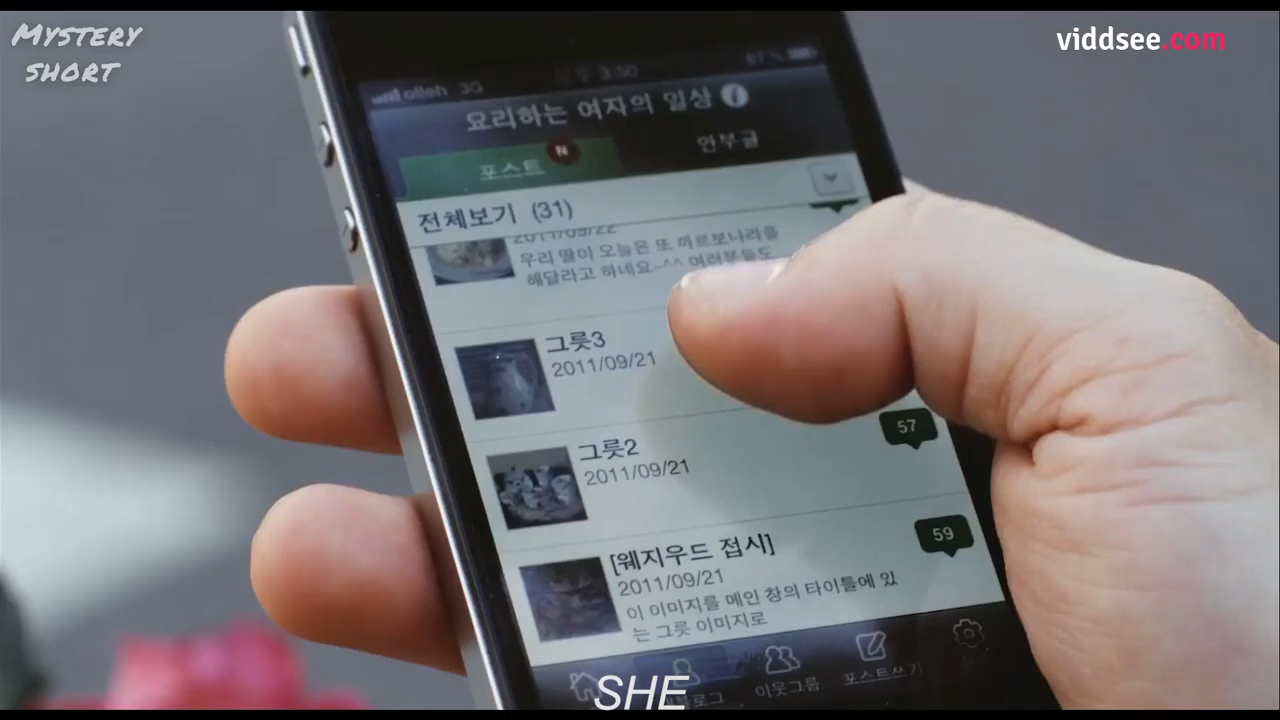 MYSTERY
SHORT
viddsee.com
olleh 3G
3:50
87%
요리하는 여자의 일상
포스트
N
안부글
전체보기 (31)
2011/09/22
우리 딸이 오늘은 또 까르보나라를
해달라고 하네요~^^ 여러분들도
그릇3
2011/09/21
그릇2
2011/09/21
57
[웨지우드 접시]
2011/09/21
59
이 이미지를 메인 창의 타이틀에 있
는 그릇 이미지로
이웃그룹
포스트쓰기
SHE